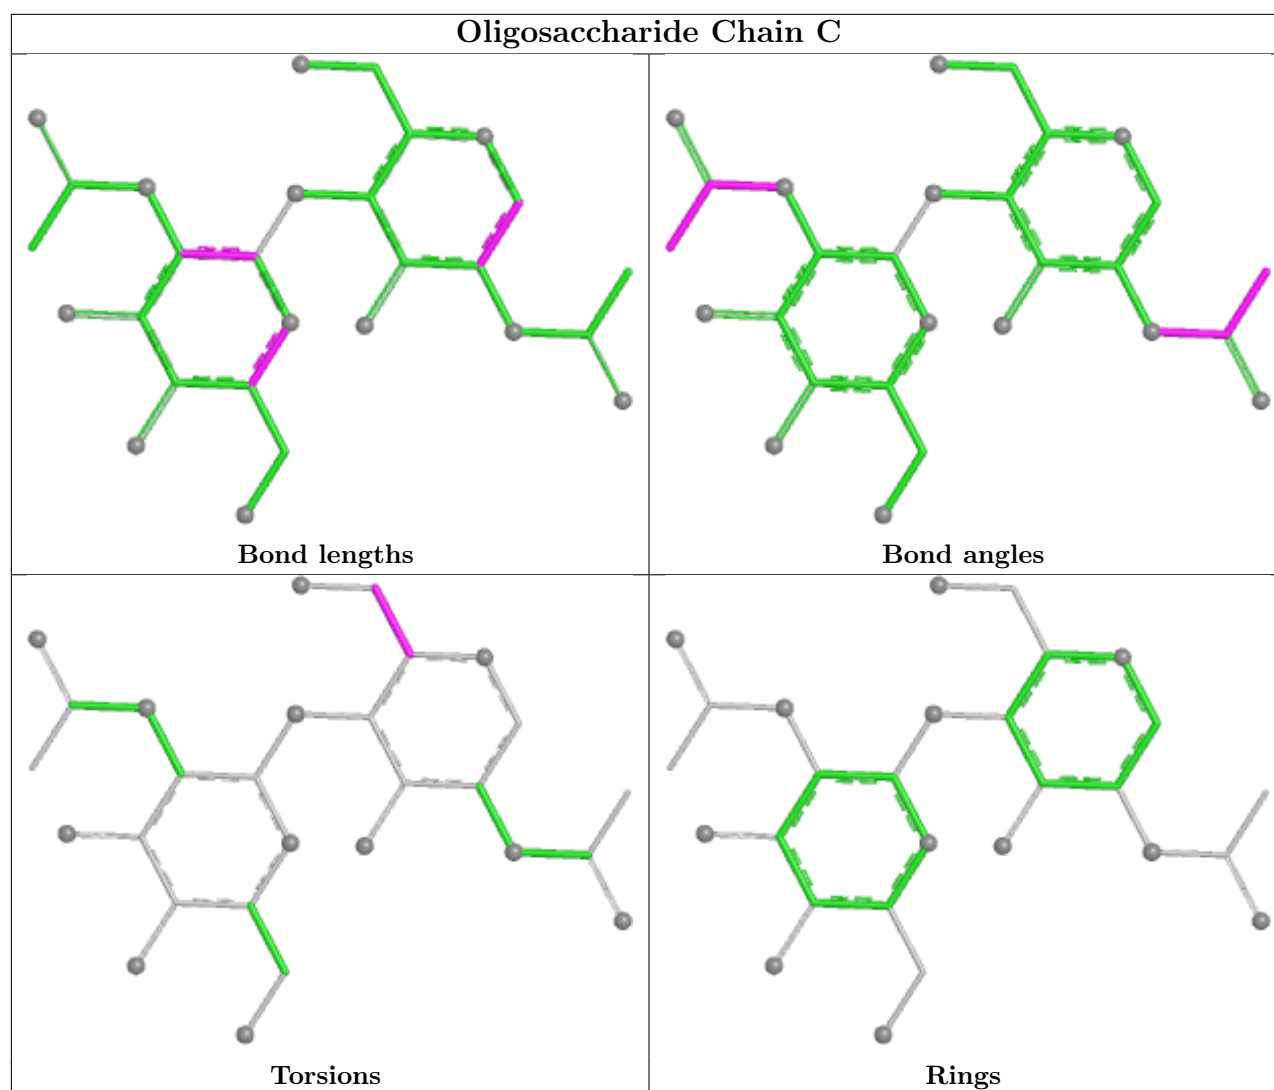 Oligosaccharide Chain C
Bond lengths
Bond angles
Torsions
Rings